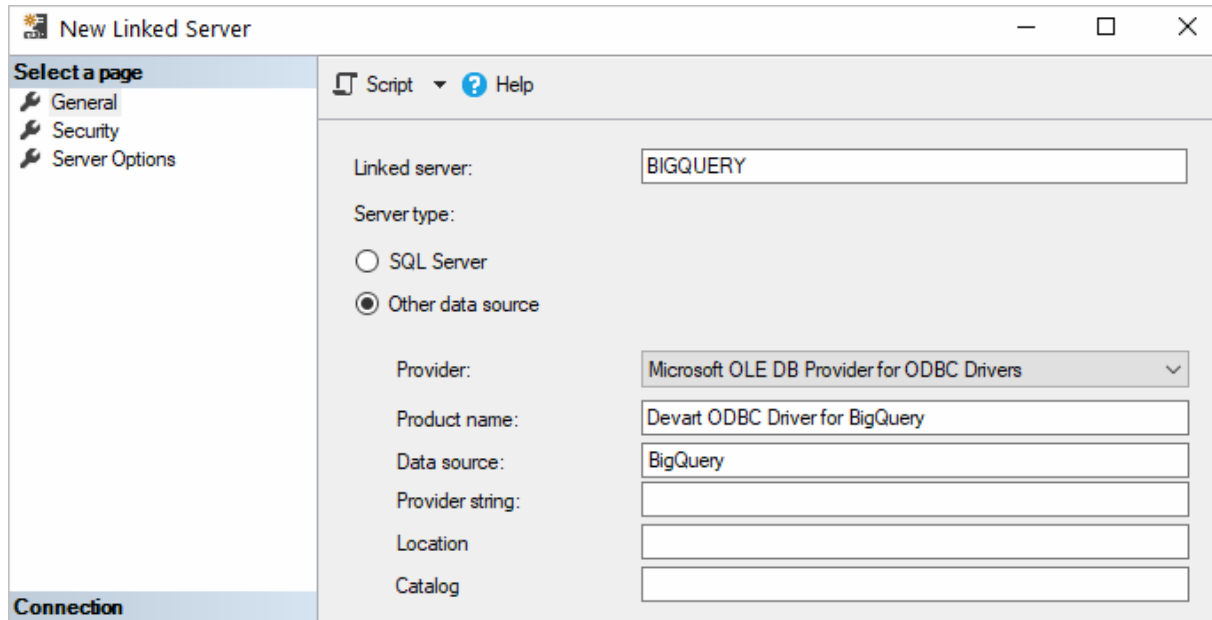 New Linked Server
Select a page
General
Security
Server Options
Connection
Script Help
Linked server: BIGQUERY
Server type:
SQL Server
Other data source
Provider: Microsoft OLE DB Provider for ODBC Drivers
Product name: Devart ODBC Driver for BigQuery
Data source: BigQuery
Provider string:
Location
Catalog